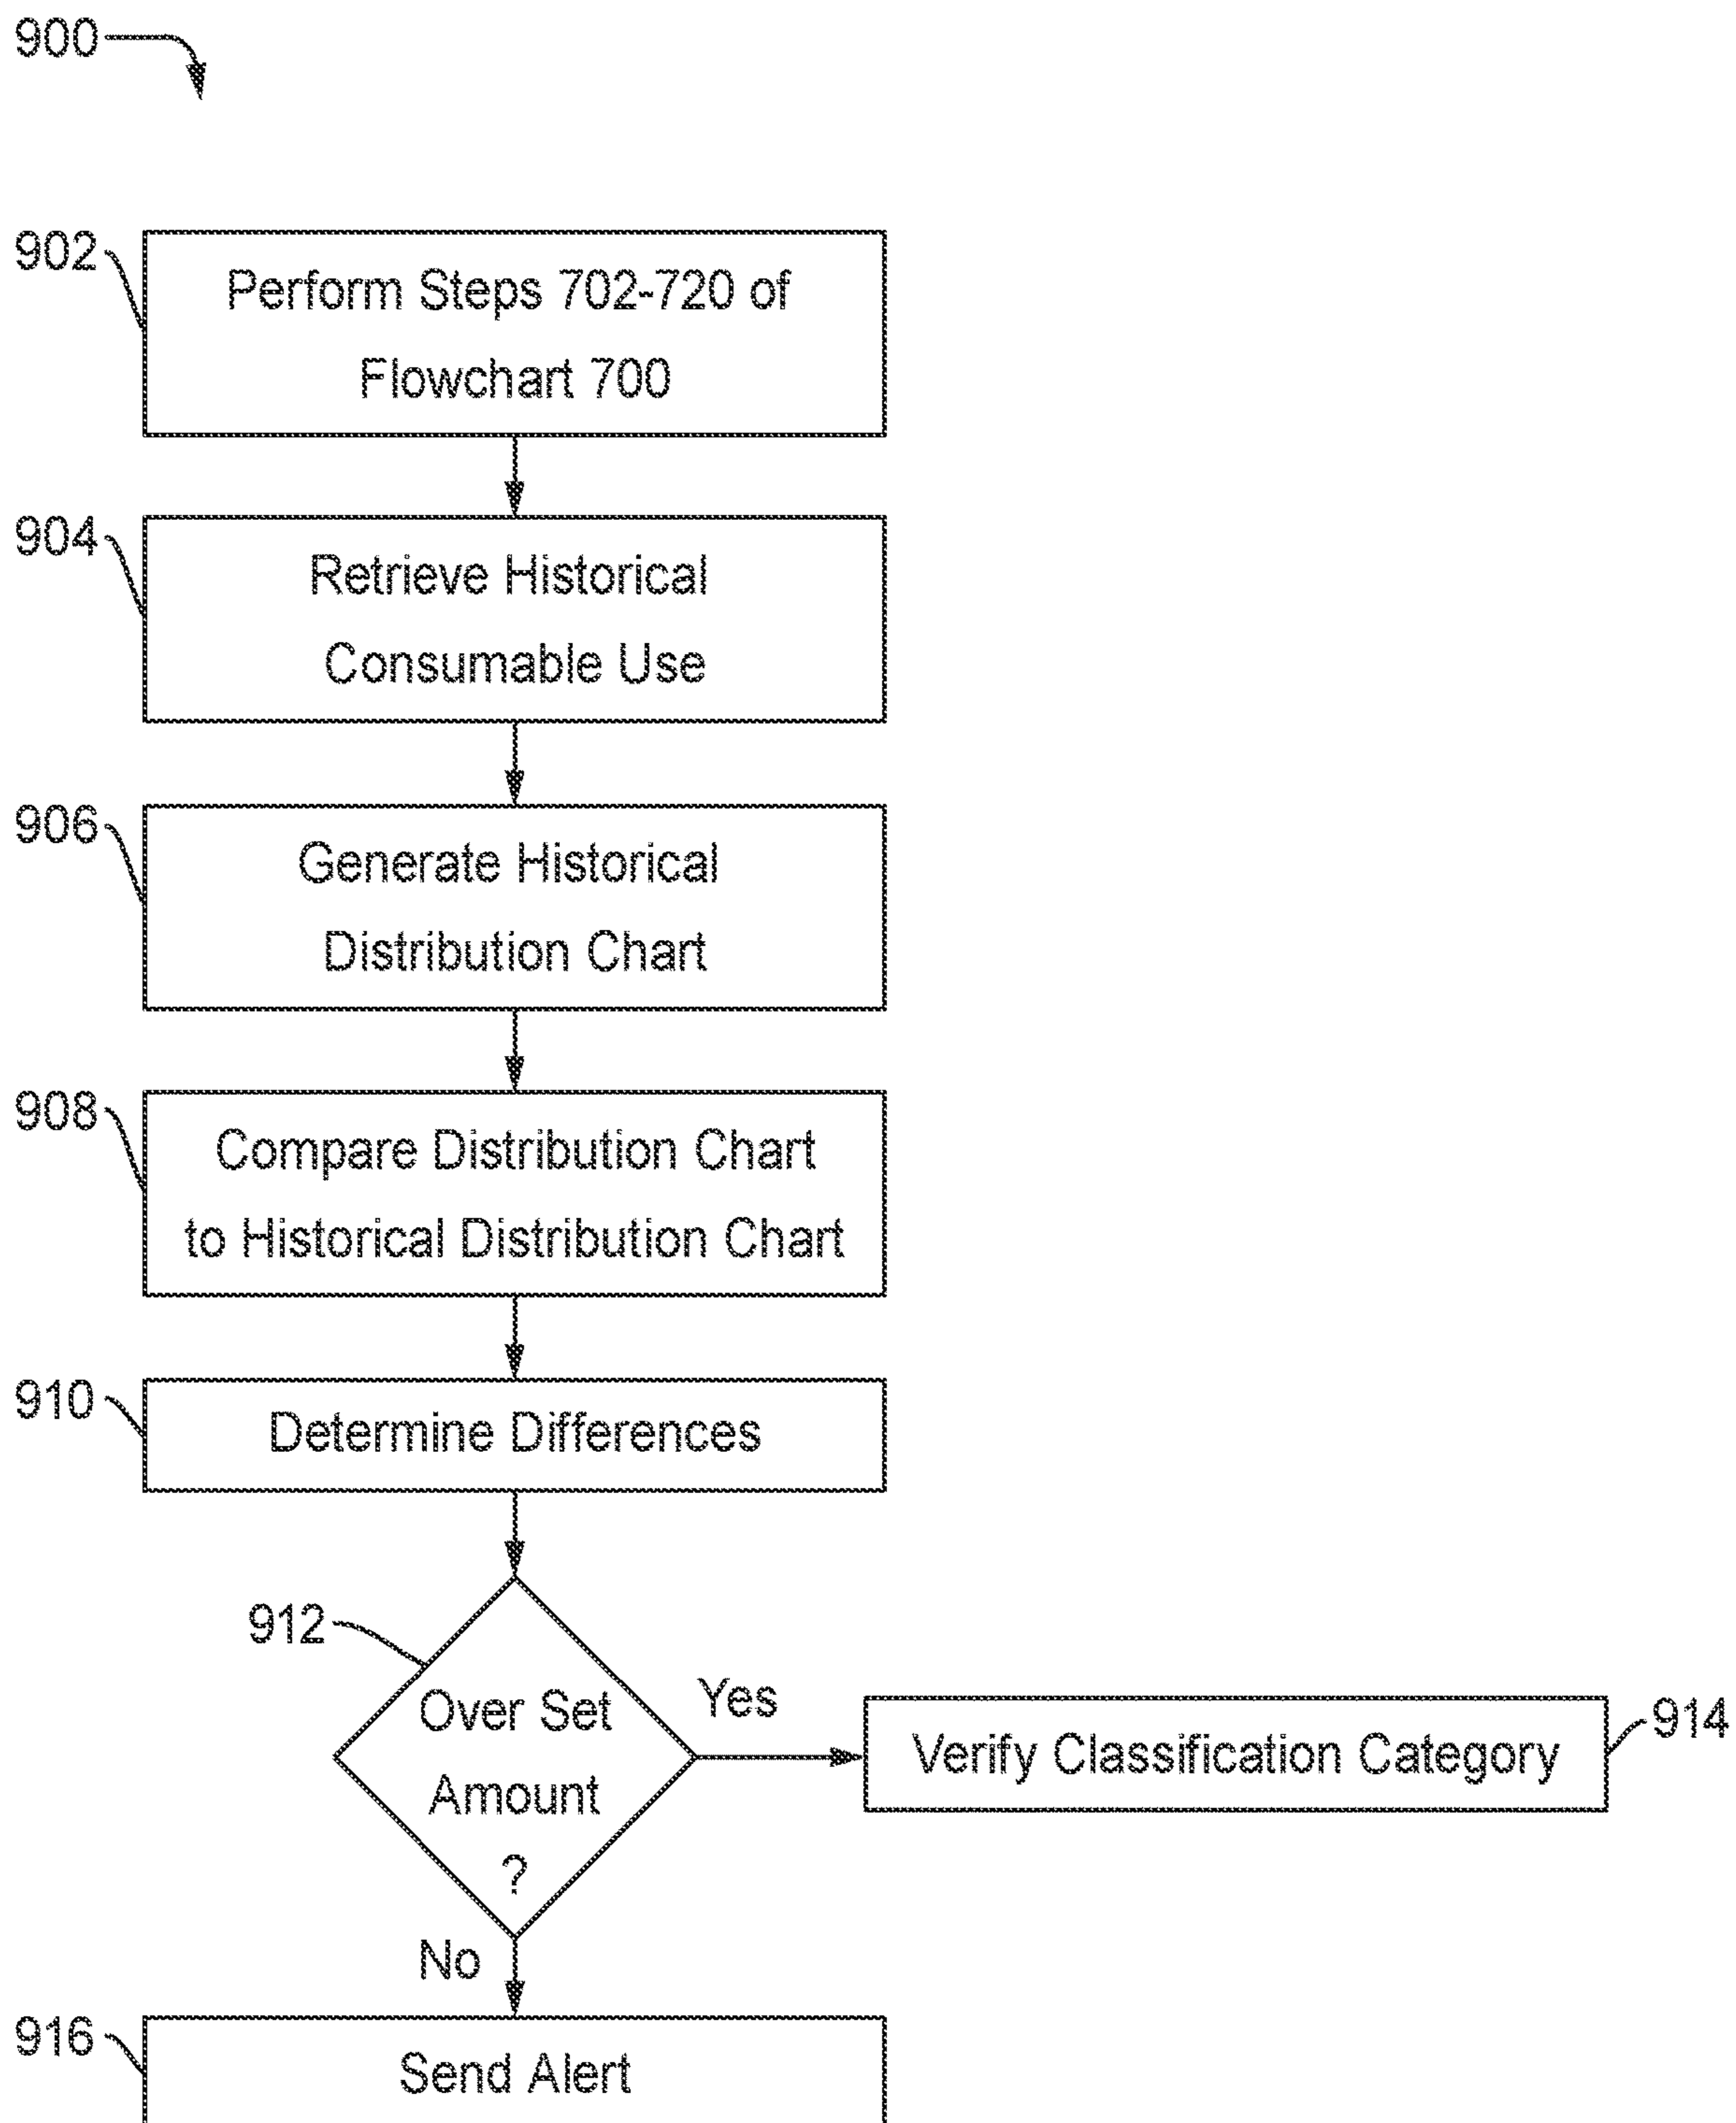 900
902
Perform Steps 702-720 of
Flowchart 700
904
Retrieve Historical
Consumable Use
906
Generate Historical
Distribution Chart
908
Compare Distribution Chart
to Historical Distribution Chart
910
Determine Differences
912
Over Set
Amount
?
Yes
Verify Classification Category
914
No
916
Send Alert